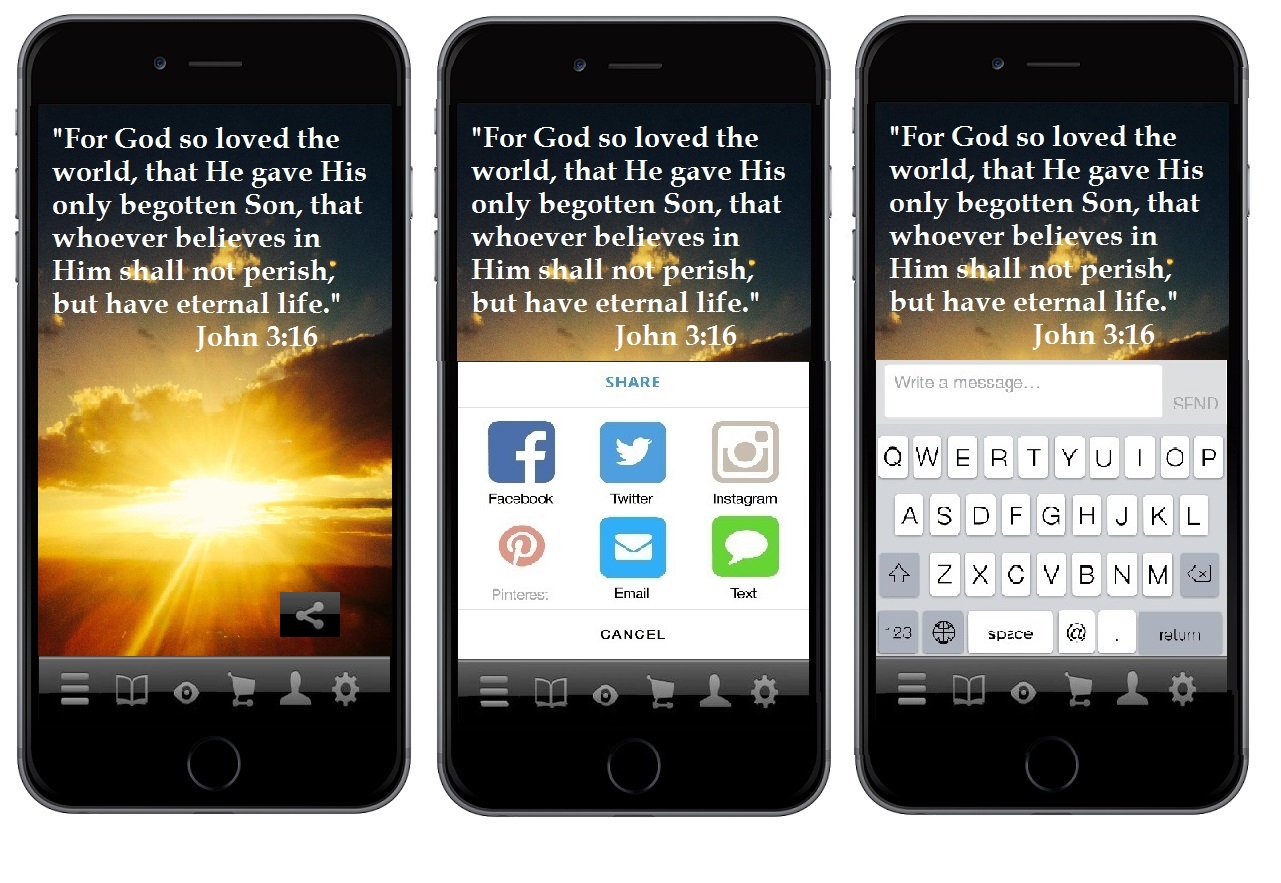 "For God so loved the
world, that He gave His
only begotten Son, that
whoever believes in
Him shall not perish,
but have eternal life."
John 3:16
"For God so loved the
world, that He gave His
only begotten Son, that
whoever believes in
Him shall not perish,
but have eternal life."
John 3:16
SHARE
Facebook Twitter Instagram
Pinterest Email Text
CANCEL
"For God so loved the
world, that He gave His
only begotten Son, that
whoever believes in
Him shall not perish,
but have eternal life."
John 3:16
Write a message...
SEND
Q W E R T Y U I O P
A S D F G H J K L
Z X C V B N M
123 space @ . return